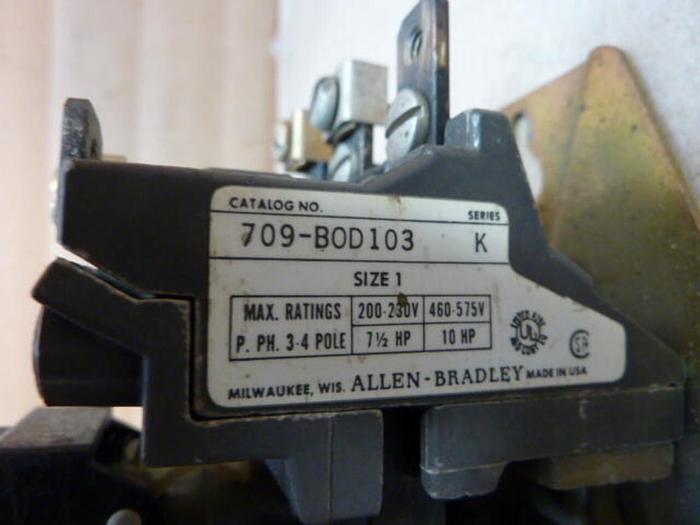 CATALOG NO. SERIES
709-BOD103 K
SIZE 1
MAX. RATINGS 200-230V 460-575V
P. PH. 3-4 POLE 7½ HP 10 HP
UL
MILWAUKEE, WIS. ALLEN-BRADLEY MADE IN USA